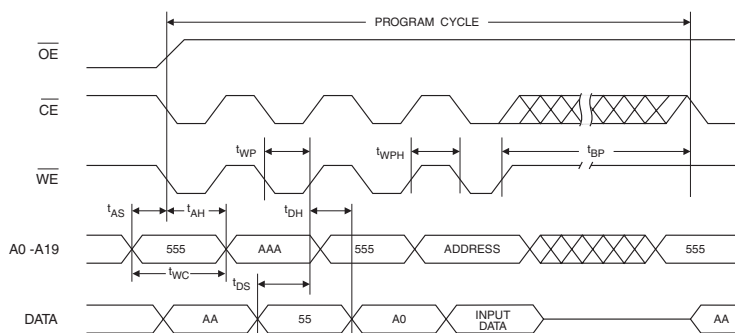 PROGRAM CYCLE
OE
CE
WE
tWP
tWPH
tBP
tAS
tAH
tDH
A0 -A19
555
AAA
555
ADDRESS
555
tWC
tDS
DATA
AA
55
A0
INPUT
DATA
AA